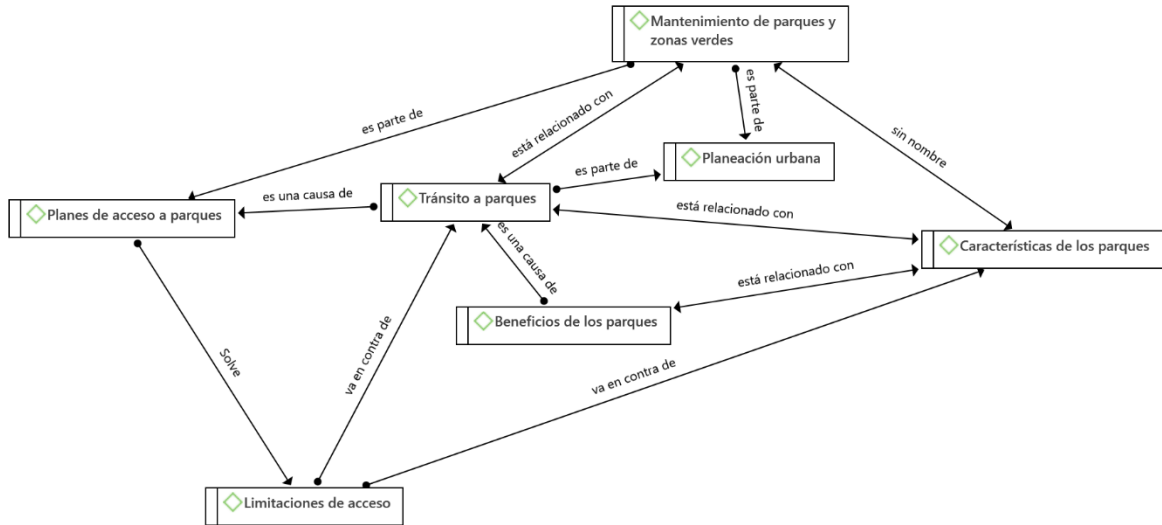 Mantenimiento de parques y
zonas verdes
es parte de
está relacionado con
es parte de
sin nombre
Planeación urbana
es parte de
Tránsito a parques
es una causa de
Planes de acceso a parques
está relacionado con
Características de los parques
es una causa de
está relacionado con
Beneficios de los parques
Solve
va en contra de
va en contra de
Limitaciones de acceso